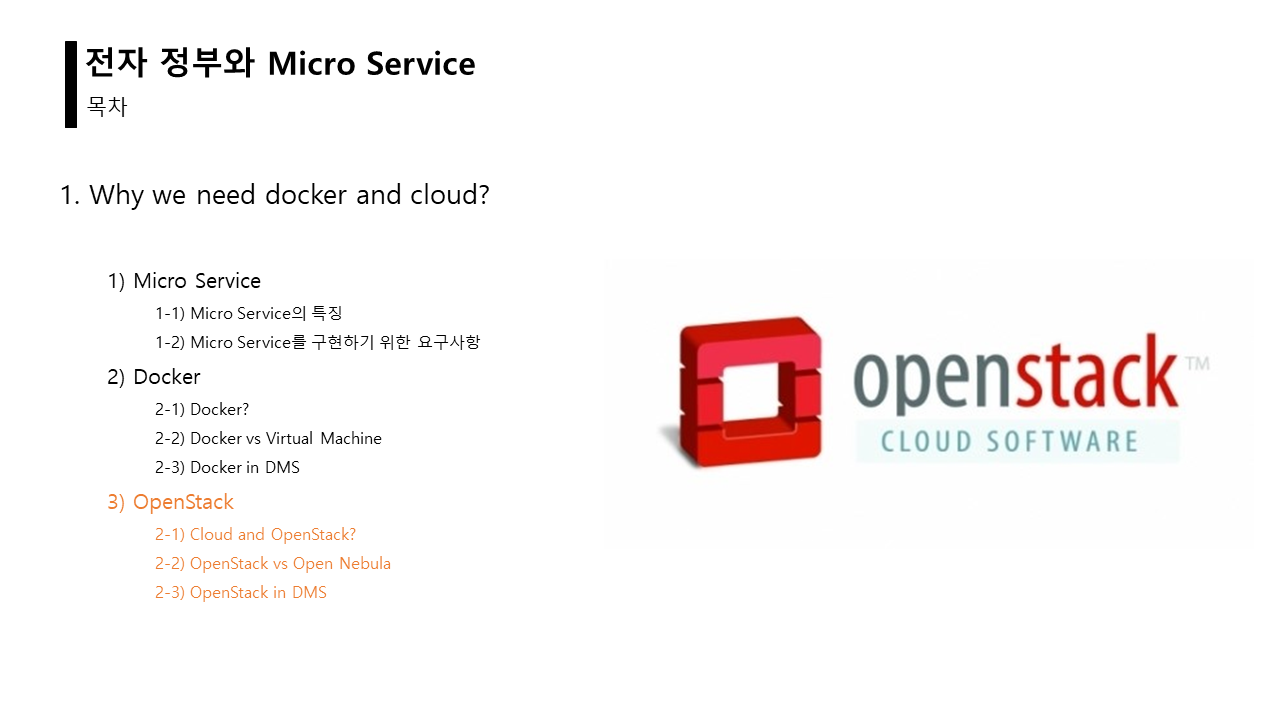 전자 정부와 Micro Service
목차
1. Why we need docker and cloud?
1) Micro Service
1-1) Micro Service의 특징
1-2) Micro Service를 구현하기 위한 요구사항
2) Docker
2-1) Docker?
2-2) Docker vs Virtual Machine
2-3) Docker in DMS
3) OpenStack
2-1) Cloud and OpenStack?
2-2) OpenStack vs Open Nebula
2-3) OpenStack in DMS
openstack™
CLOUD SOFTWARE